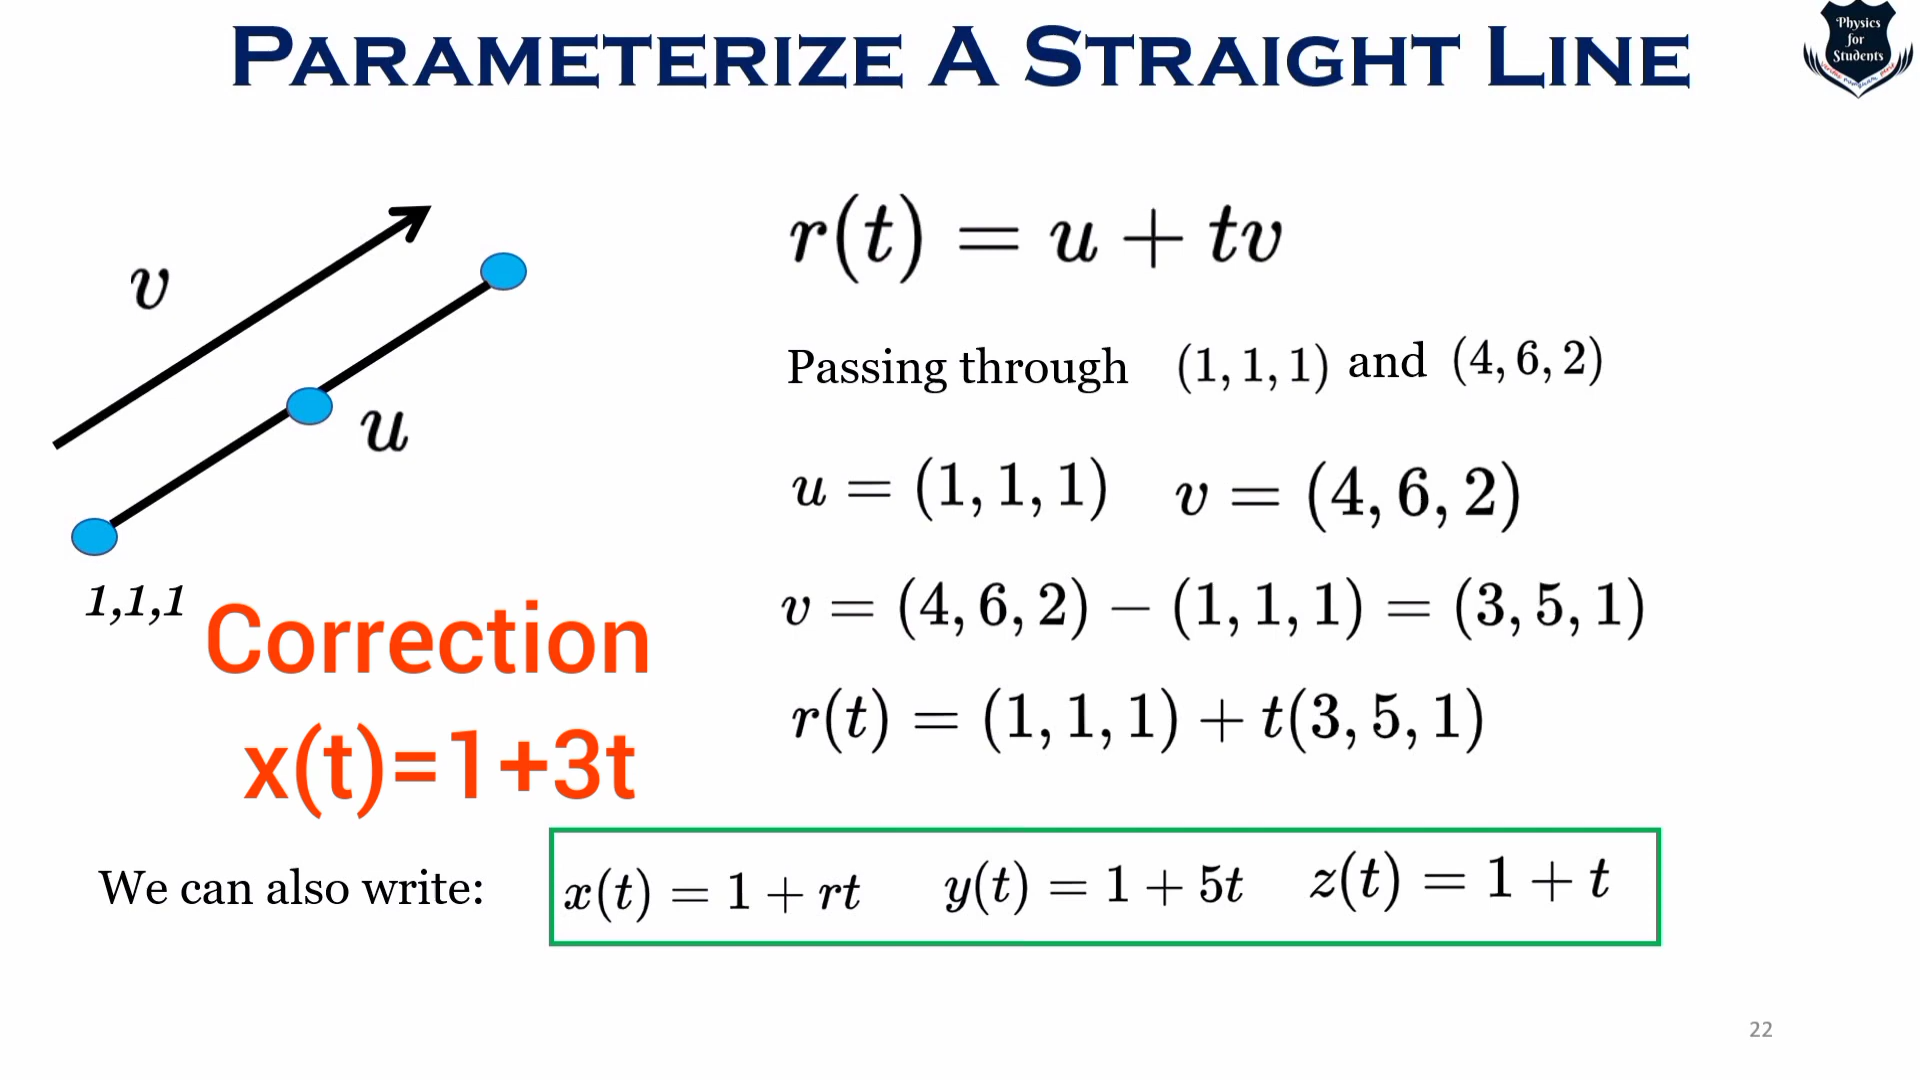 PARAMETERIZE A STRAIGHT LINE
Physics
for
Students
r(t) = u + tv
v
u
Passing through (1, 1, 1) and (4, 6, 2)
u = (1, 1, 1) v = (4, 6, 2)
v = (4, 6, 2) − (1, 1, 1) = (3, 5, 1)
1,1,1
Correction
x(t)=1+3t
r(t) = (1, 1, 1) + t(3, 5, 1)
We can also write: x(t) = 1 + rt y(t) = 1 + 5t z(t) = 1 + t
22